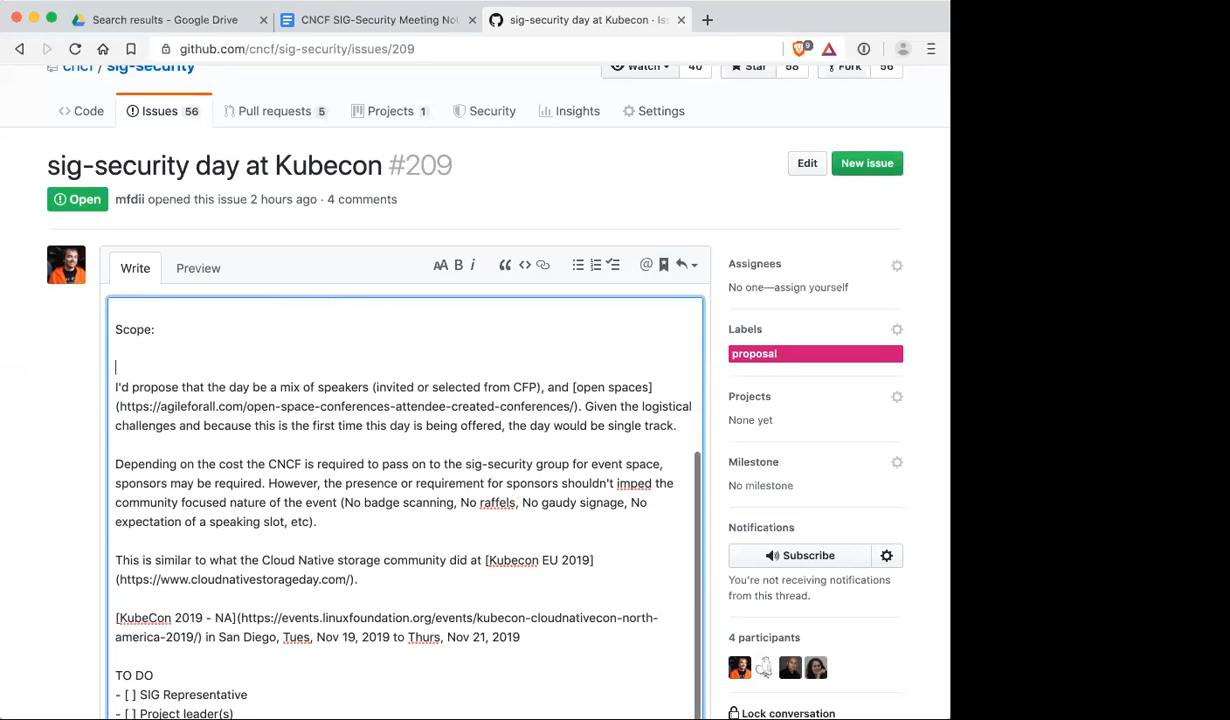 Search results - Google Drive
CNCF SIG-Security Meeting No
sig-security day at Kubecon · Is
github.com/cncf/sig-security/issues/209
9
cncf / sig-security
Watch 40 Star 58 Fork 56
Code
Issues 56
Pull requests 5
Projects 1
Security
Insights
Settings
sig-security day at Kubecon #209
Edit
New issue
Open
mfdii opened this issue 2 hours ago · 4 comments
Write
Preview
AA B i
Scope:
I'd propose that the day be a mix of speakers (invited or selected from CFP), and [open spaces]
(https://agileforall.com/open-space-conferences-attendee-created-conferences/). Given the logistical
challenges and because this is the first time this day is being offered, the day would be single track.
Depending on the cost the CNCF is required to pass on to the sig-security group for event space,
sponsors may be required. However, the presence or requirement for sponsors shouldn't imped the
community focused nature of the event (No badge scanning, No raffels, No gaudy signage, No
expectation of a speaking slot, etc).
This is similar to what the Cloud Native storage community did at [Kubecon EU 2019]
(https://www.cloudnativestorageday.com/).
[KubeCon 2019 - NA](https://events.linuxfoundation.org/events/kubecon-cloudnativecon-north-
america-2019/) in San Diego, Tues, Nov 19, 2019 to Thurs, Nov 21, 2019
TO DO
- [ ] SIG Representative
- [ ] Project leader(s)
Assignees
No one—assign yourself
Labels
proposal
Projects
None yet
Milestone
No milestone
Notifications
Subscribe
You're not receiving notifications
from this thread.
4 participants
Lock conversation